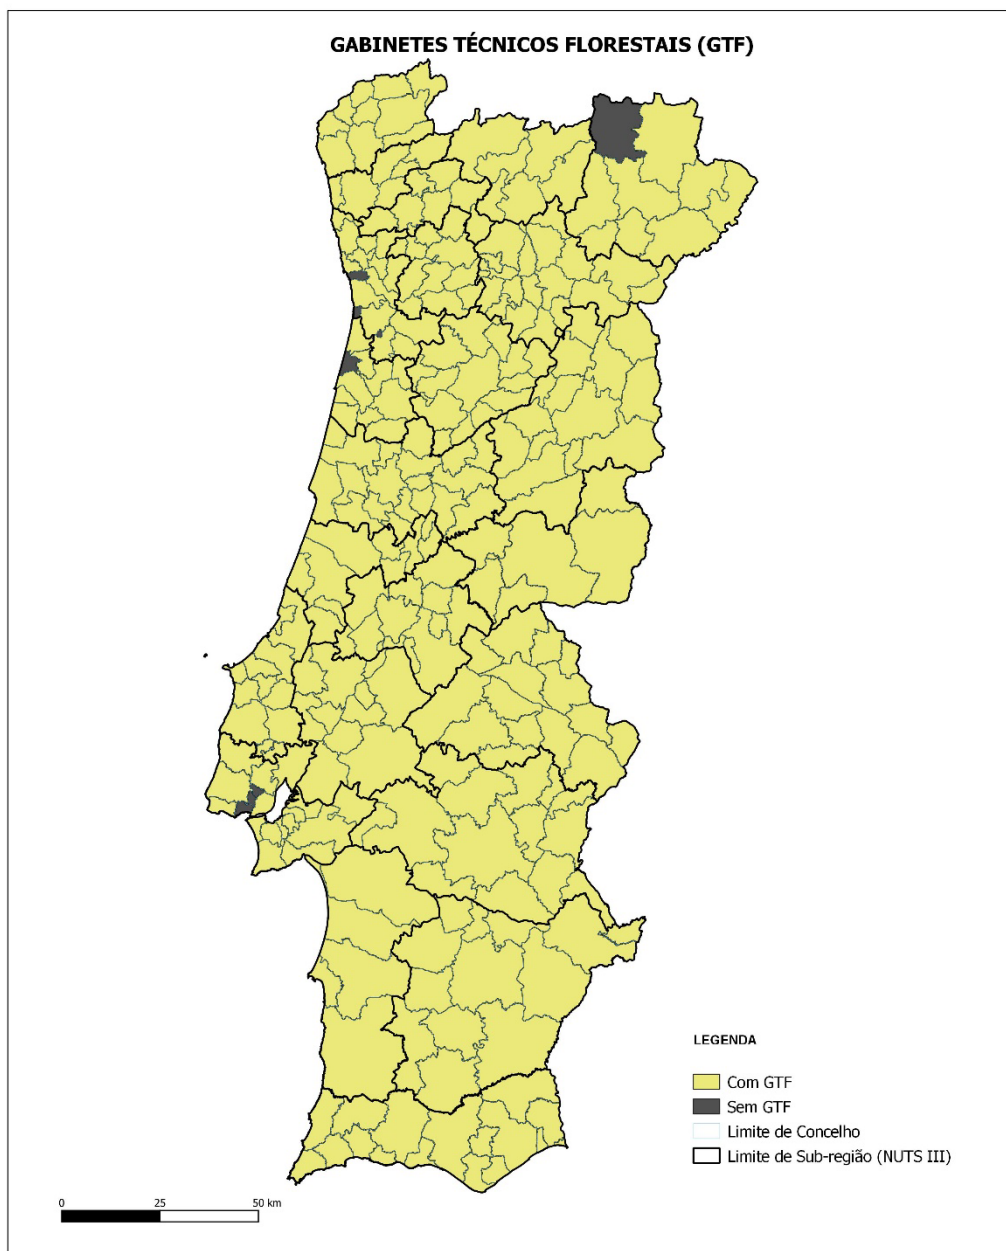 GABINETES TÉCNICOS FLORESTAIS (GTF)
LEGENDA
Com GTF
Sem GTF
Limite de Concelho
Limite de Sub-região (NUTS III)
0 25 50 km